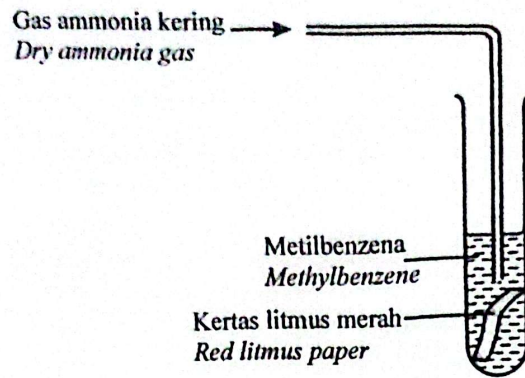 Gas ammonia kering
Dry ammonia gas
Metilbenzena
Methylbenzene
Kertas litmus merah
Red litmus paper